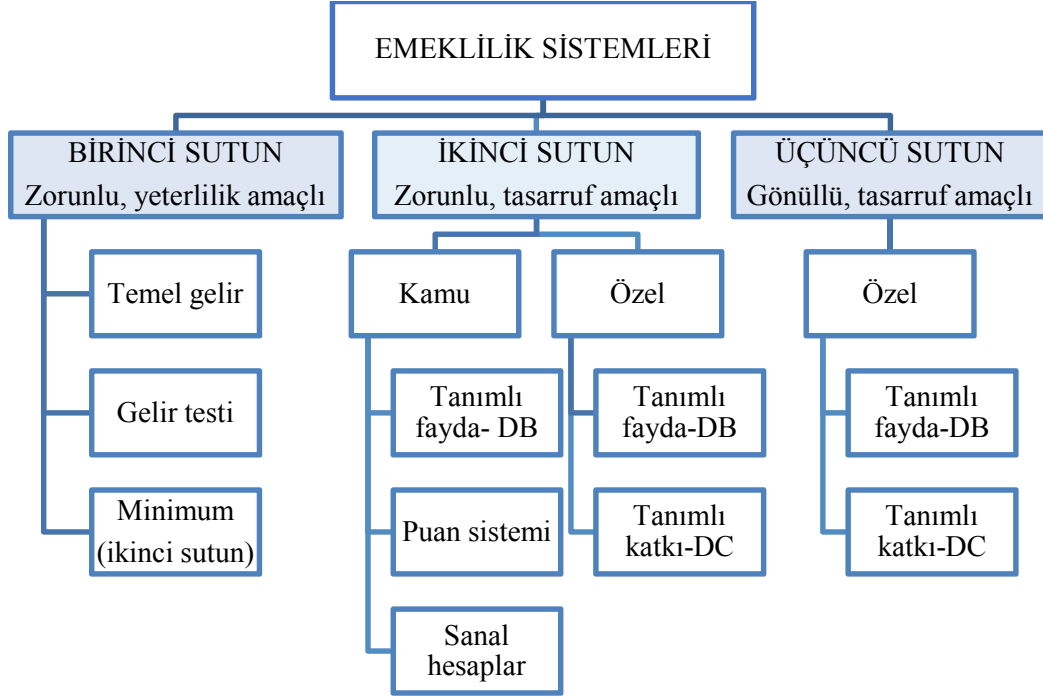 EMEKLİLİK SİSTEMLERİ
BİRİNCİ SUTUN
Zorunlu, yeterlilik amaçlı
Temel gelir
Gelir testi
Minimum
(ikinci sutun)
İKİNCİ SUTUN
Zorunlu, tasarruf amaçlı
Kamu
Tanımlı
fayda- DB
Puan sistemi
Sanal
hesaplar
Özel
Tanımlı
fayda-DB
Tanımlı
katkı-DC
ÜÇÜNCÜ SUTUN
Gönüllü, tasarruf amaçlı
Özel
Tanımlı
fayda-DB
Tanımlı
katkı-DC